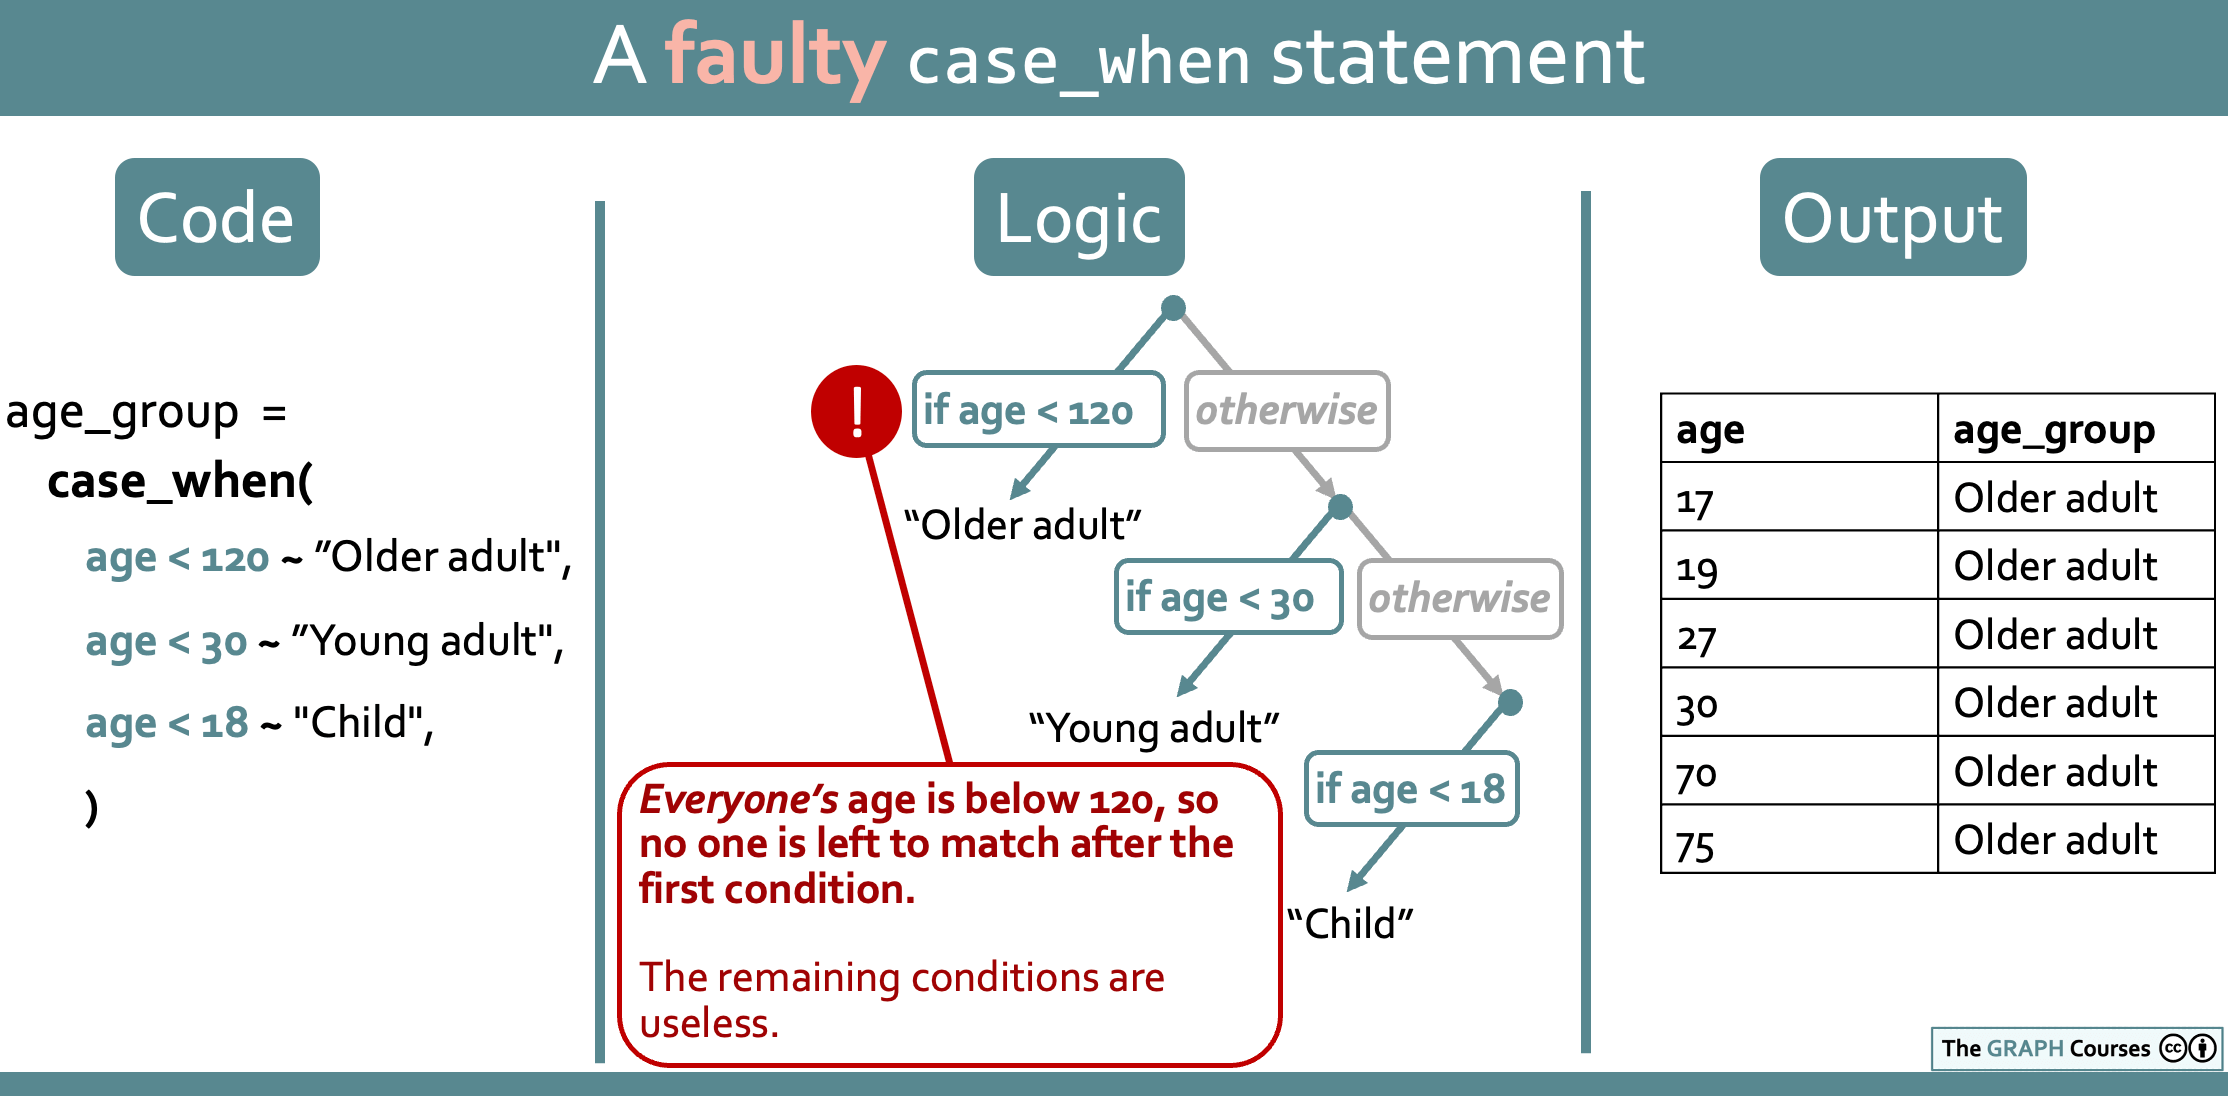 A faulty case_when statement
Code
age_group =
case_when(
age < 120 ~ ”Older adult",
age < 30 ~ ”Young adult",
age < 18 ~ "Child",
)
Logic
!
if age < 120
otherwise
“Older adult”
if age < 30
otherwise
“Young adult”
if age < 18
“Child”
Everyone’s age is below 120, so
no one is left to match after the
first condition.
The remaining conditions are
useless.
Output
age age_group
17 Older adult
19 Older adult
27 Older adult
30 Older adult
70 Older adult
75 Older adult
The GRAPH Courses cc